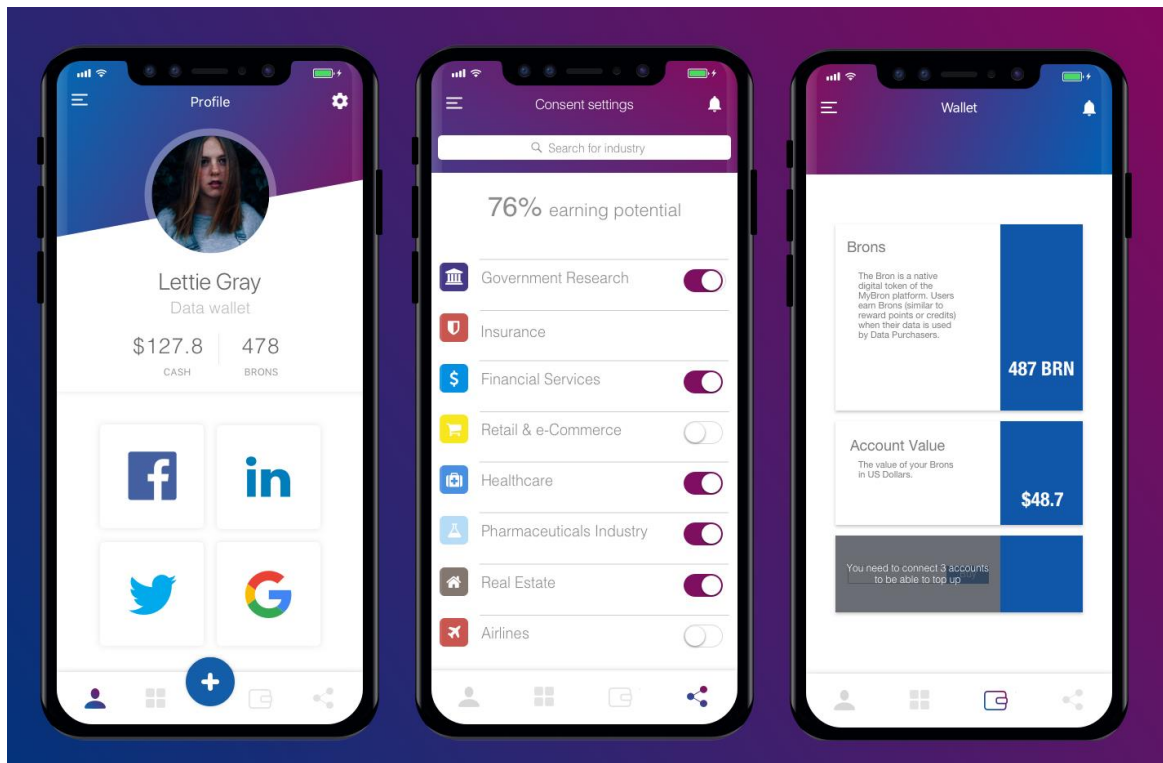 Profile
Lettie Gray
Data wallet
$127.8
478
CASH
BRONS
f
in
G
Consent settings
Search for industry
76% earning potential
Government Research
Insurance
$
Financial Services
Retail & e-Commerce
Healthcare
Pharmaceuticals Industry
Real Estate
Airlines
Wallet
Brons
The Bron is a native
digital token of the
MyBron platform. Users
earn Brons (similar to
reward points or credits)
when their data is used
by Data Purchasers.
487 BRN
Account Value
The value of your Brons
in US Dollars.
$48.7
You need to connect 3 accounts
to be able to top up